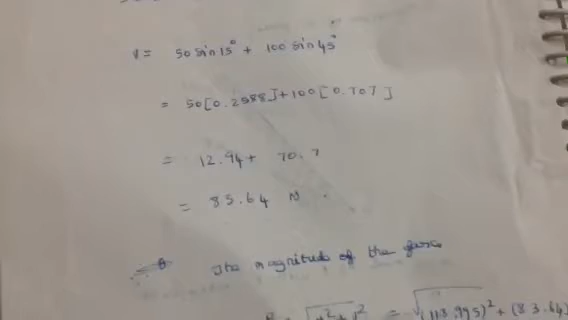 V = 50 sin 15° + 100 sin 45°
= 50[0.2588] + 100[0.707]
= 12.94 + 70.7
= 83.64 N.
The magnitude of the force
= √(113.995)² + (83.64)